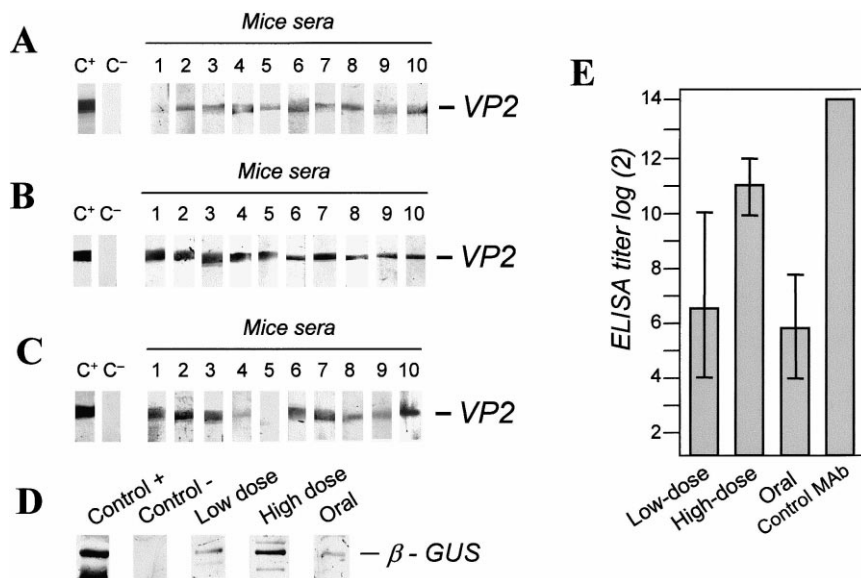 A
Mice sera
C+ C– 1 2 3 4 5 6 7 8 9 10
– VP2
B
Mice sera
C+ C– 1 2 3 4 5 6 7 8 9 10
– VP2
C
Mice sera
C+ C– 1 2 3 4 5 6 7 8 9 10
– VP2
D
Control + Control - Low dose High dose Oral
– β - GUS
E
ELISA titer log (2)
14
12
10
8
6
4
2
Low-dose High-dose Oral Control MAb